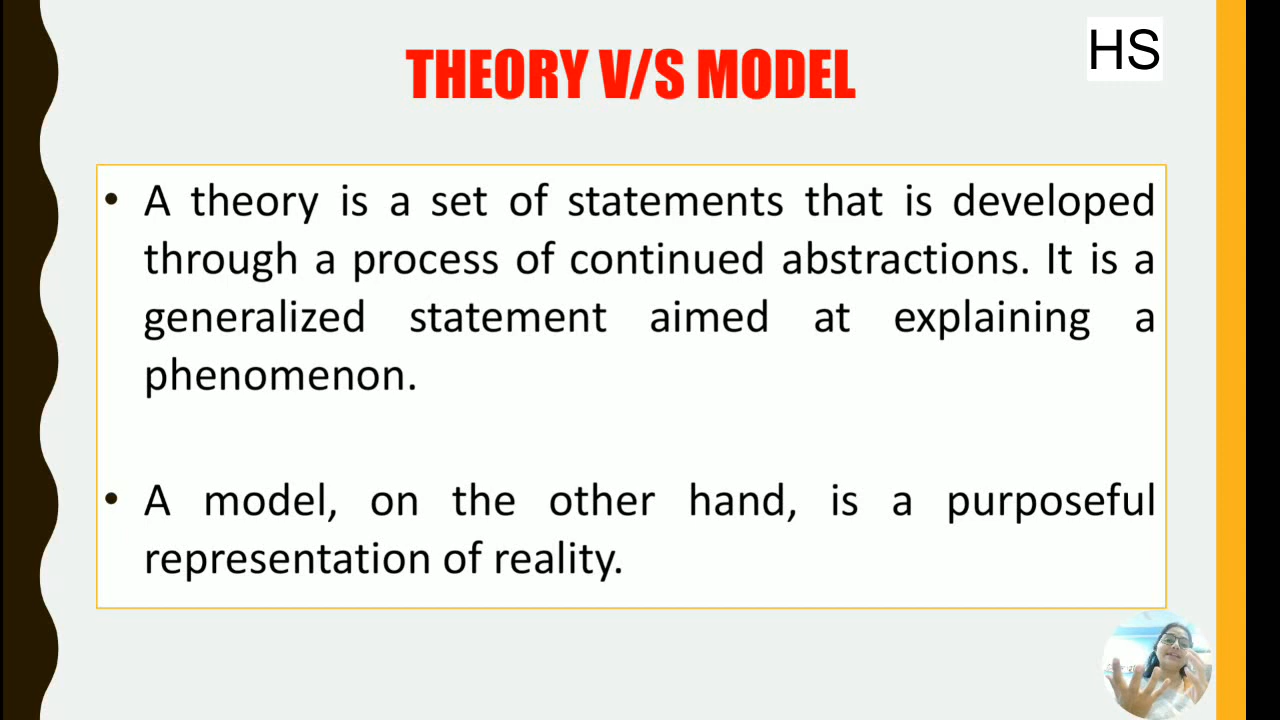 THEORY V/S MODEL
HS
• A theory is a set of statements that is developed
through a process of continued abstractions. It is a
generalized statement aimed at explaining a
phenomenon.
• A model, on the other hand, is a purposeful
representation of reality.